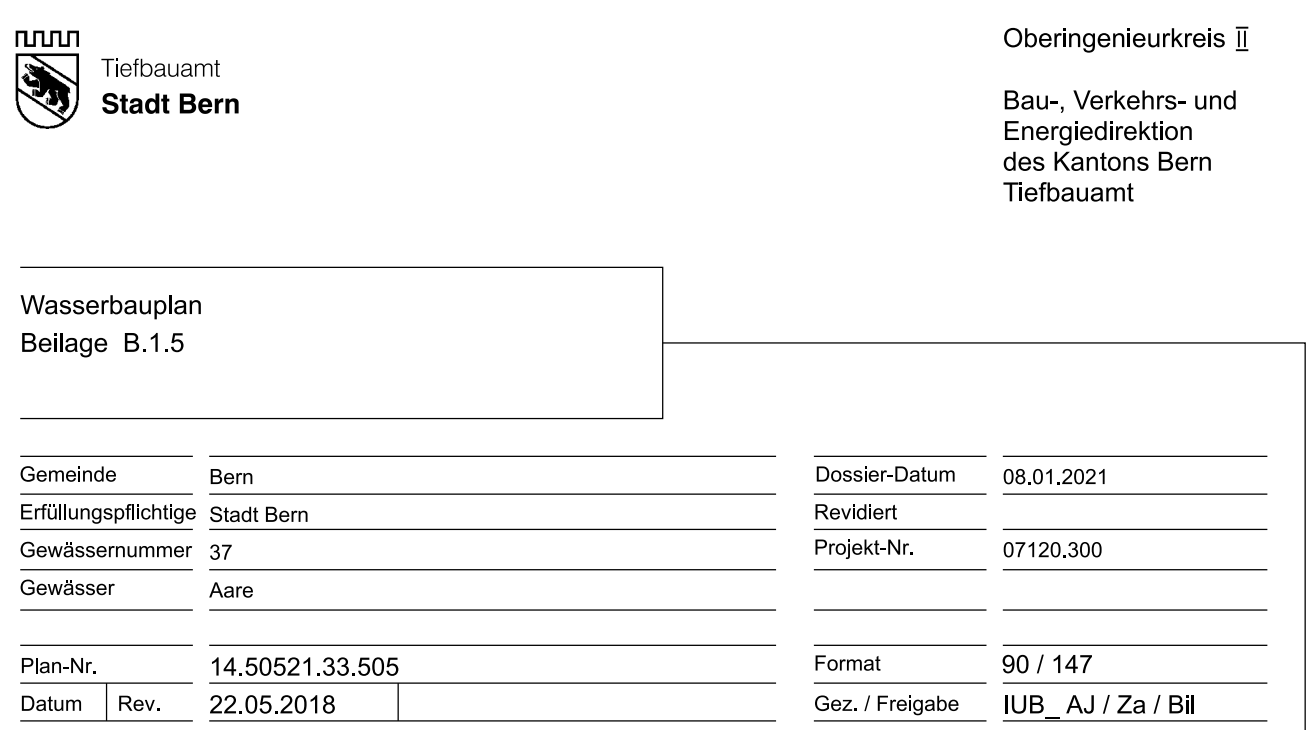 Tiefbauamt
Stadt Bern
Oberingenieurkreis II
Bau-, Verkehrs- und
Energiedirektion
des Kantons Bern
Tiefbauamt
Wasserbauplan
Beilage B.1.5
Gemeinde Bern
Erfüllungspflichtige Stadt Bern
Gewässernummer 37
Gewässer Aare
Dossier-Datum 08.01.2021
Revidiert
Projekt-Nr. 07120.300
Plan-Nr. 14.50521.33.505
Datum Rev. 22.05.2018
Format 90 / 147
Gez. / Freigabe IUB_ AJ / Za / Bil